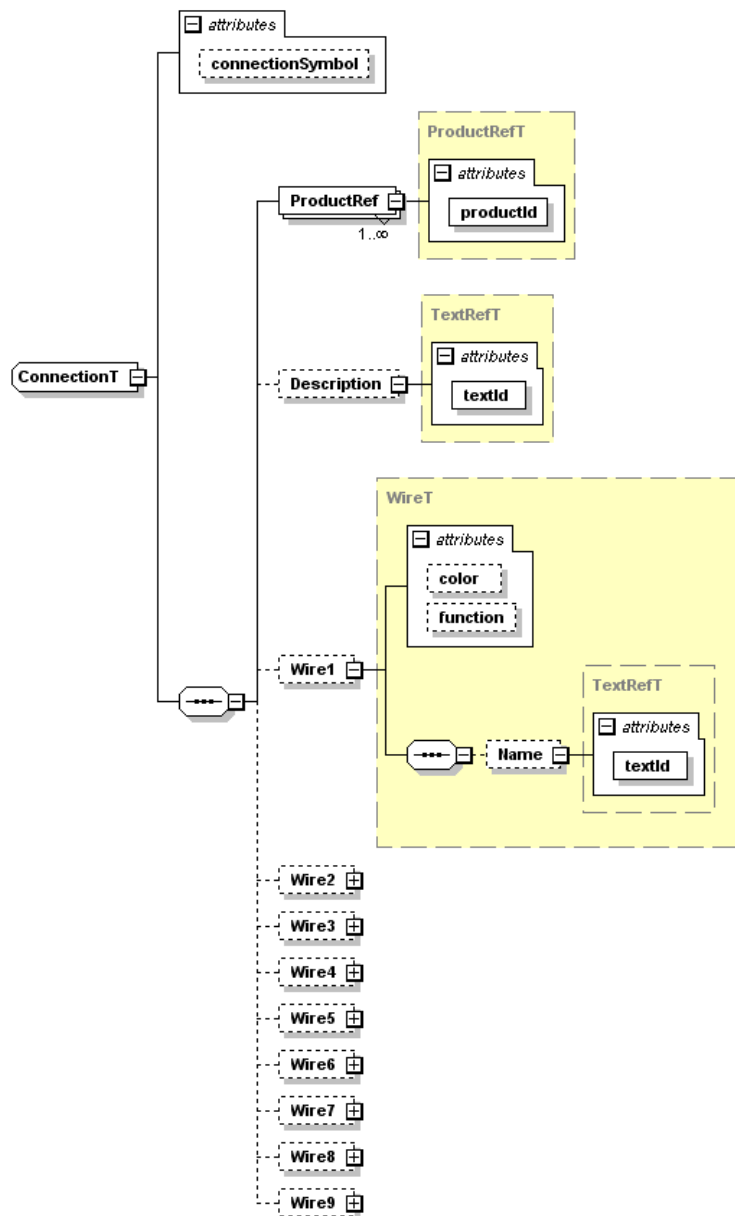 attributes
connectionSymbol
ProductRefT
attributes
ProductRef
productId
1..∞
TextRefT
attributes
ConnectionT
Description
textId
WireT
attributes
color
function
Wire1
TextRefT
attributes
Name
textId
Wire2
Wire3
Wire4
Wire5
Wire6
Wire7
Wire8
Wire9